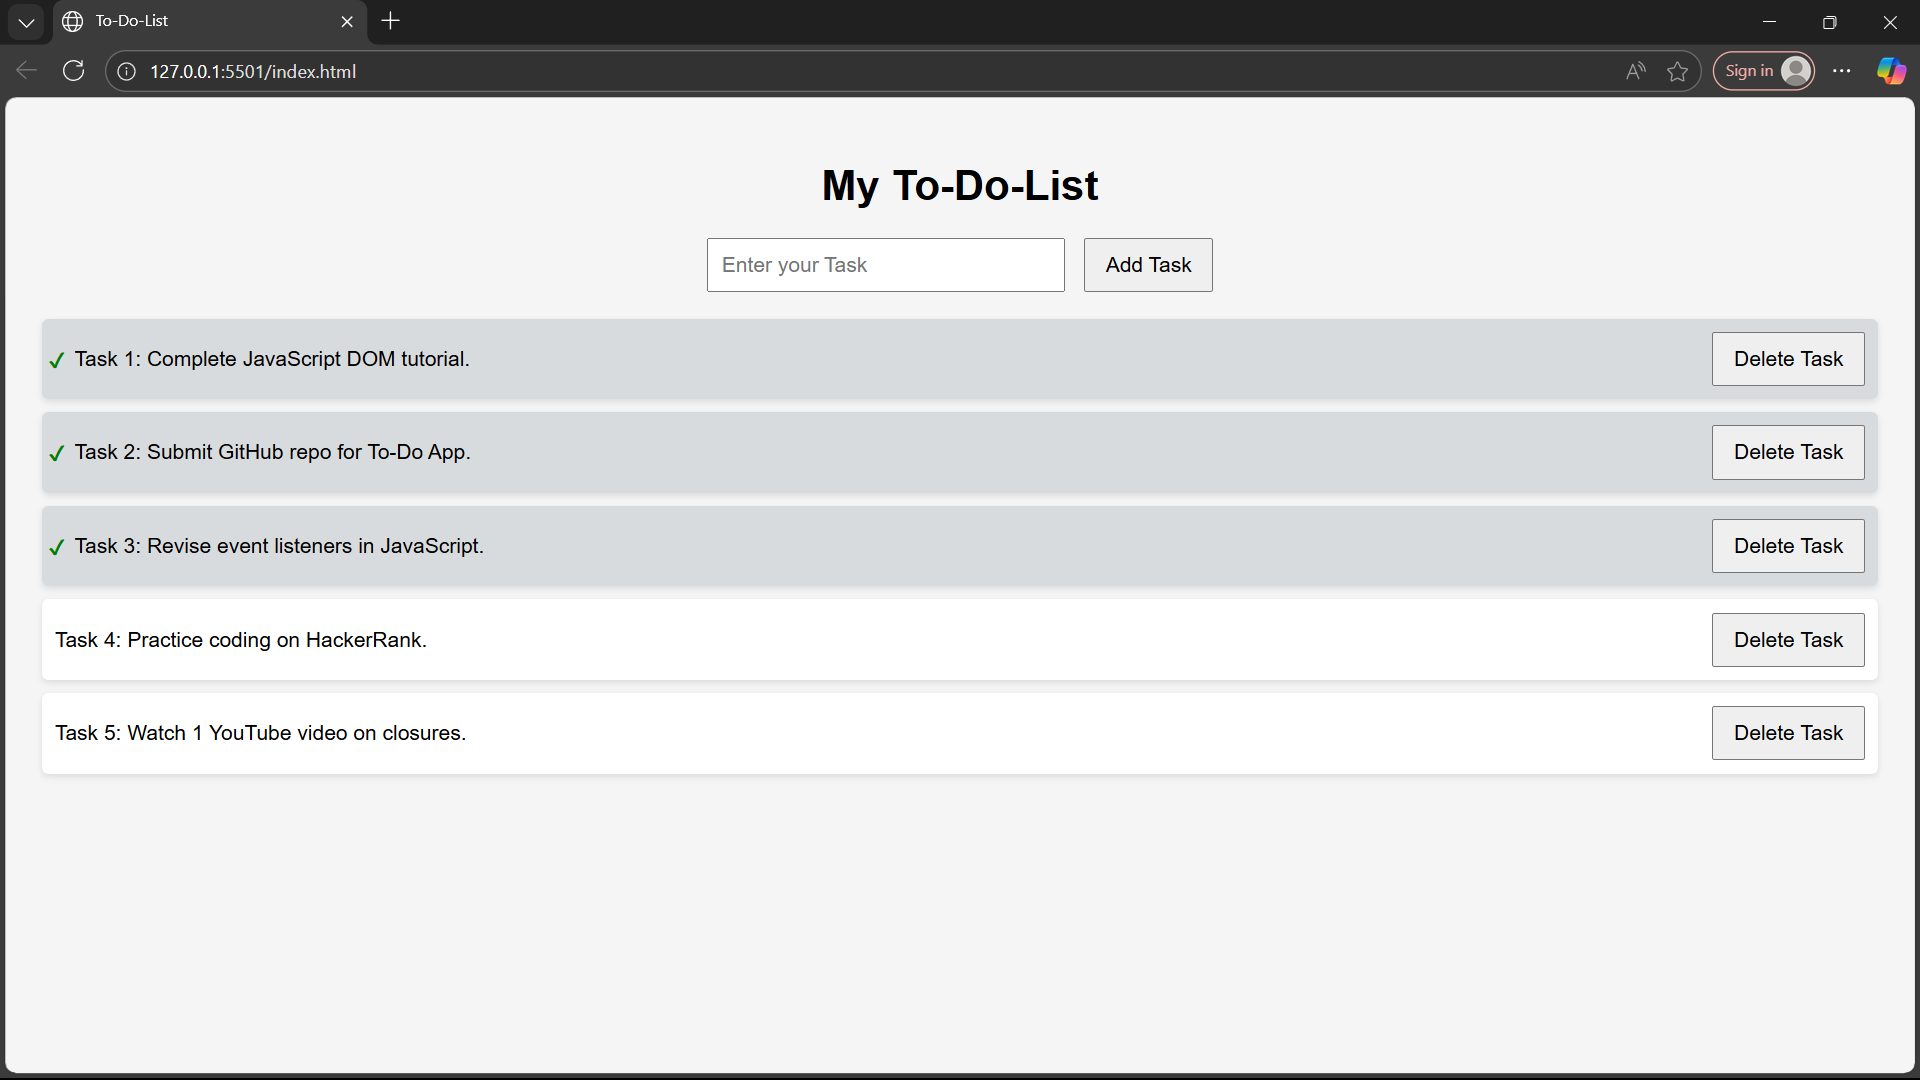 To-Do-List
127.0.0.1:5501/index.html
Sign in
My To-Do-List
Enter your Task
Add Task
✓ Task 1: Complete JavaScript DOM tutorial.
Delete Task
✓ Task 2: Submit GitHub repo for To-Do App.
Delete Task
✓ Task 3: Revise event listeners in JavaScript.
Delete Task
Task 4: Practice coding on HackerRank.
Delete Task
Task 5: Watch 1 YouTube video on closures.
Delete Task